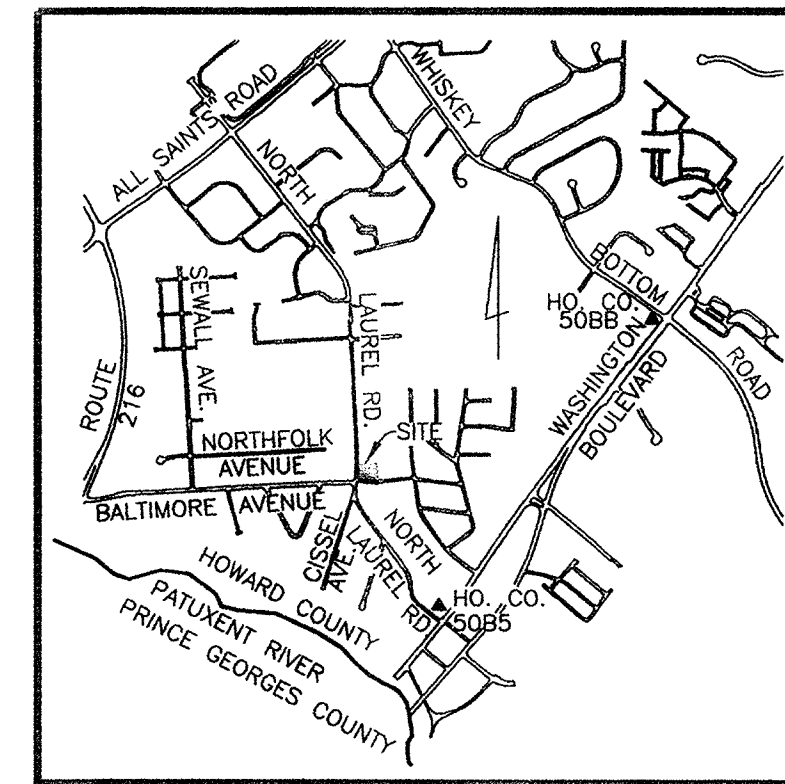 WHISKEY
BOTTOM
ROAD
ALL SAINTS ROAD
NORTH
LAUREL RD.
SEWALL AVE.
HO. CO.
50BB
WASHINGTON
BOULEVARD
ROUTE
216
SITE
NORTHFOLK
AVENUE
BALTIMORE AVENUE
CISSEL
AVE.
NORTH
LAUREL RD
HO. CO.
50B5
HOWARD COUNTY
PATUXENT RIVER
PRINCE GEORGES COUNTY